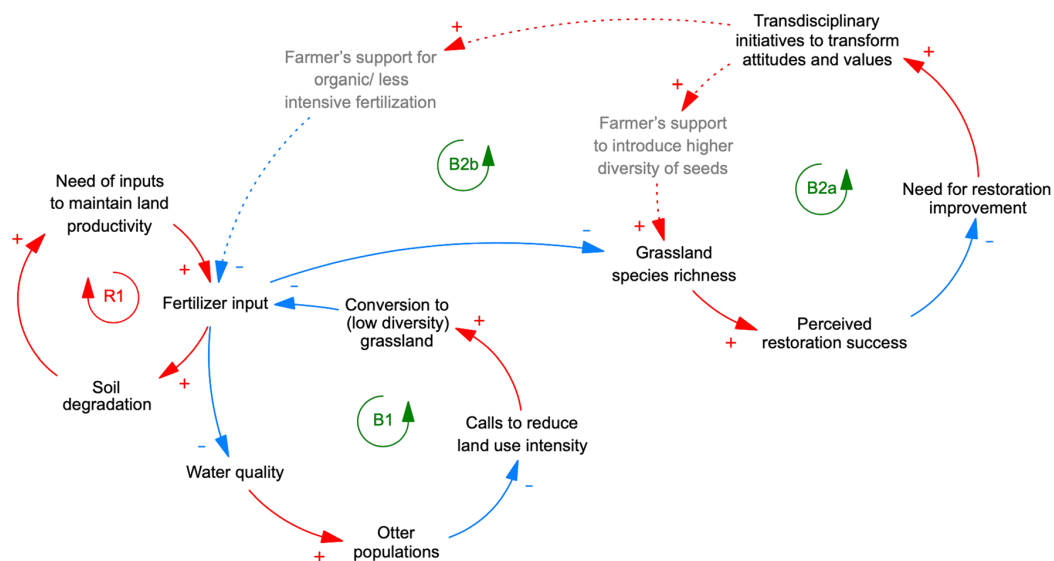 Transdisciplinary
initiatives to transform
attitudes and values
+
Farmer's support for
organic/ less
intensive fertilization
+
+
+
Farmer's support
to introduce higher
diversity of seeds
B2b
B2a
Need of inputs
to maintain land
productivity
Need for restoration
improvement
+
+
–
–
+
–
Grassland
species richness
R1
Fertilizer input
–
Conversion to
(low diversity)
grassland
+
Perceived
restoration success
+
+
Soil
degradation
B1
Calls to reduce
land use intensity
–
Water quality
–
Otter
populations
+